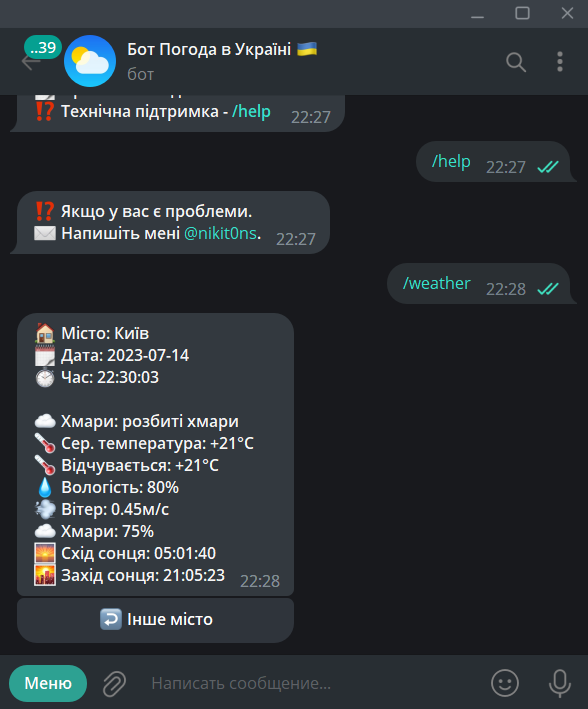 ..39
Бот Погода в Україні 🇺🇦
бот
⁉️ Технічна підтримка - /help 22:27
/help 22:27
⁉️ Якщо у вас є проблеми.
✉️ Напишіть мені @nikit0ns. 22:27
/weather 22:28
Місто: Київ
Дата: 2023-07-14
Час: 22:30:03
Хмари: розбиті хмари
Сер. температура: +21°C
Відчувається: +21°C
Вологість: 80%
Вітер: 0.45м/с
Хмари: 75%
Схід сонця: 05:01:40
Захід сонця: 21:05:23 22:28
Інше місто
Меню
Написать сообщение...